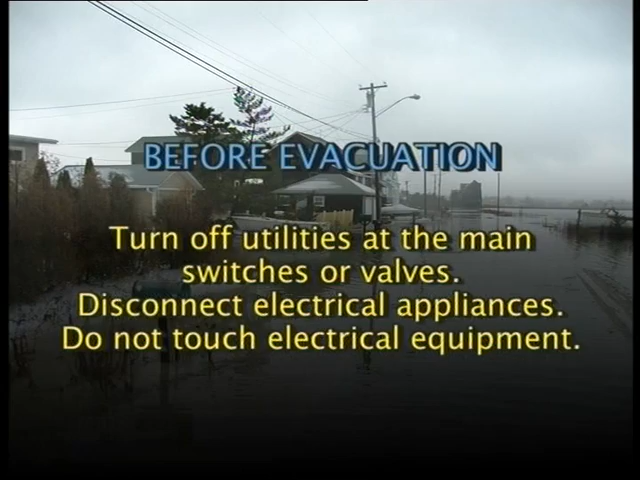 BEFORE EVACUATION
Turn off utilities at the main
switches or valves.
Disconnect electrical appliances.
Do not touch electrical equipment.